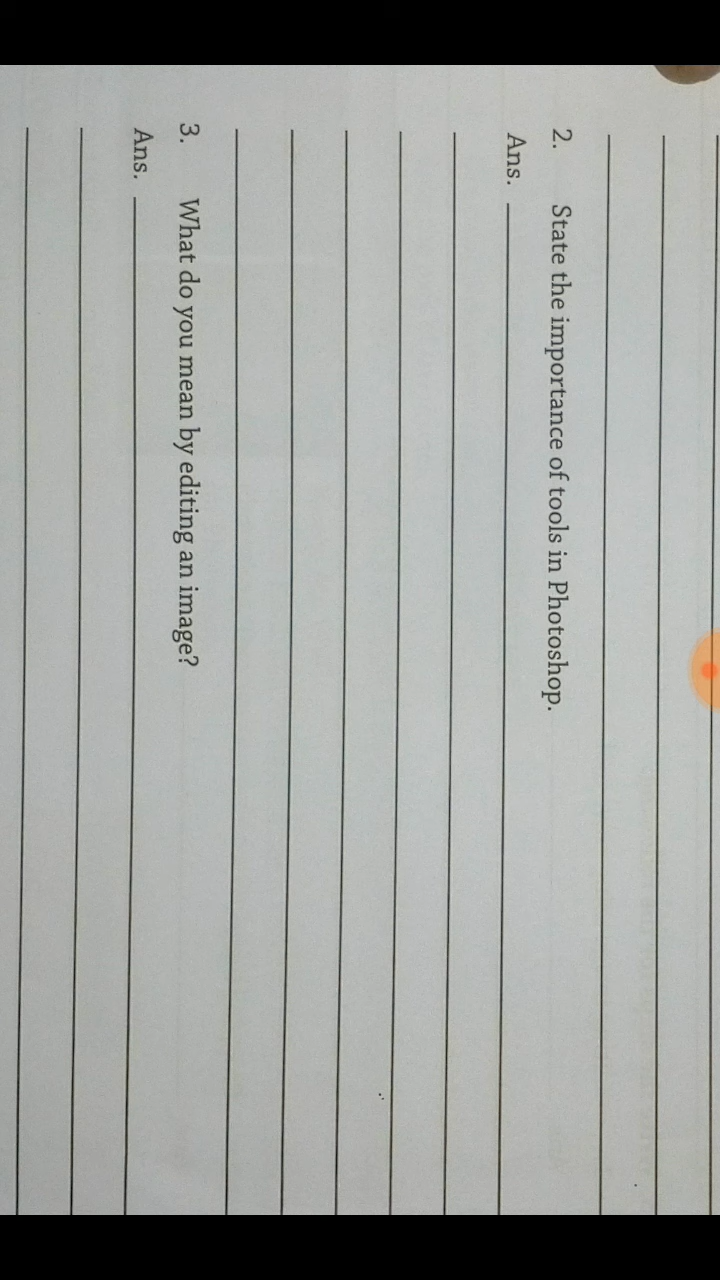 2. State the importance of tools in Photoshop.
Ans.
3. What do you mean by editing an image?
Ans.